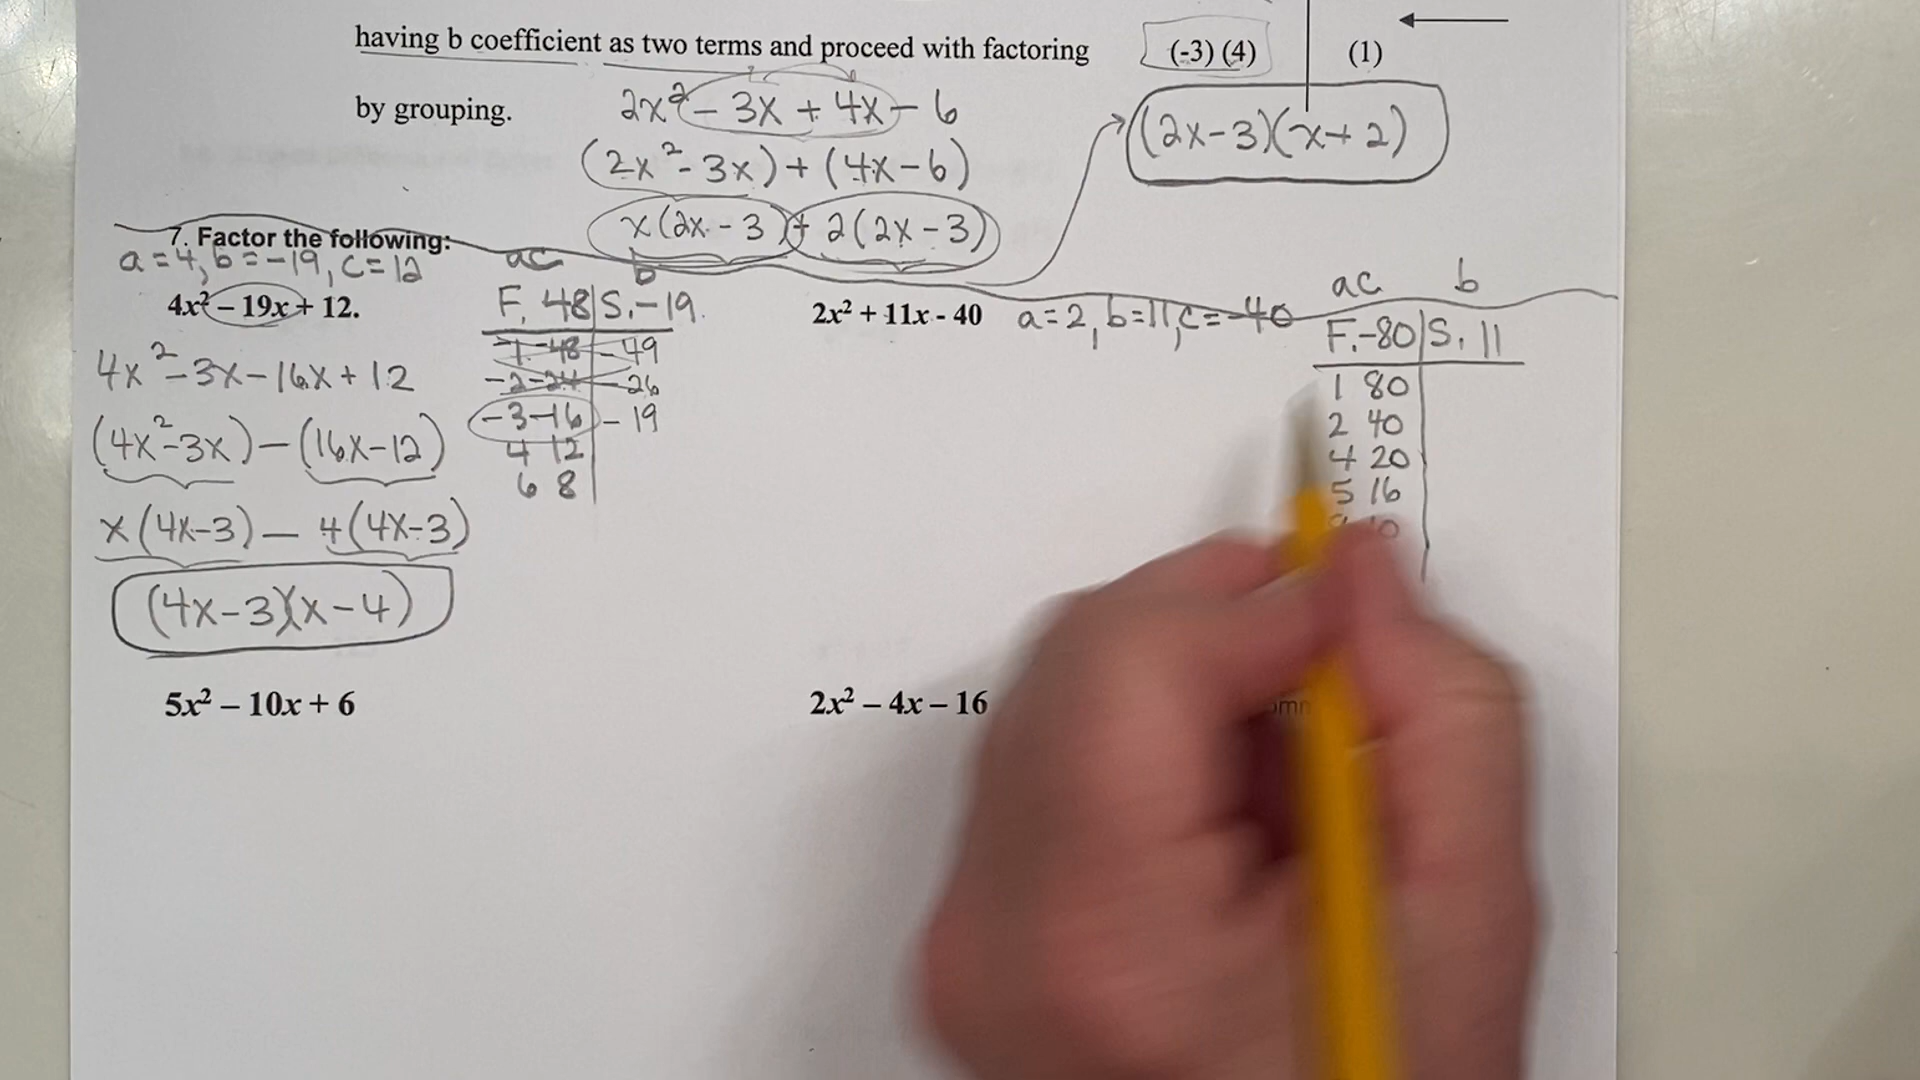 having b coefficient as two terms and proceed with factoring
(-3) (4)
(1)
by grouping.
2x² - 3x + 4x - 6
(2x² - 3x) + (4x - 6)
x(2x - 3) + 2(2x - 3)
(2x - 3)(x + 2)
7. Factor the following:
a = 4, b = -19, c = 12
4x² – 19x + 12.
ac b
F. 48 S. -19
-1 -48 -49
-2 -24 -26
-3 -16 -19
4 12
6 8
4x² - 3x - 16x + 12
(4x² - 3x) - (16x - 12)
x(4x - 3) - 4(4x - 3)
(4x - 3)(x - 4)
2x² + 11x - 40
a = 2, b = 11, c = -40
ac b
F. -80 S. 11
1 80
2 40
4 20
5 16
5x² – 10x + 6
2x² – 4x – 16